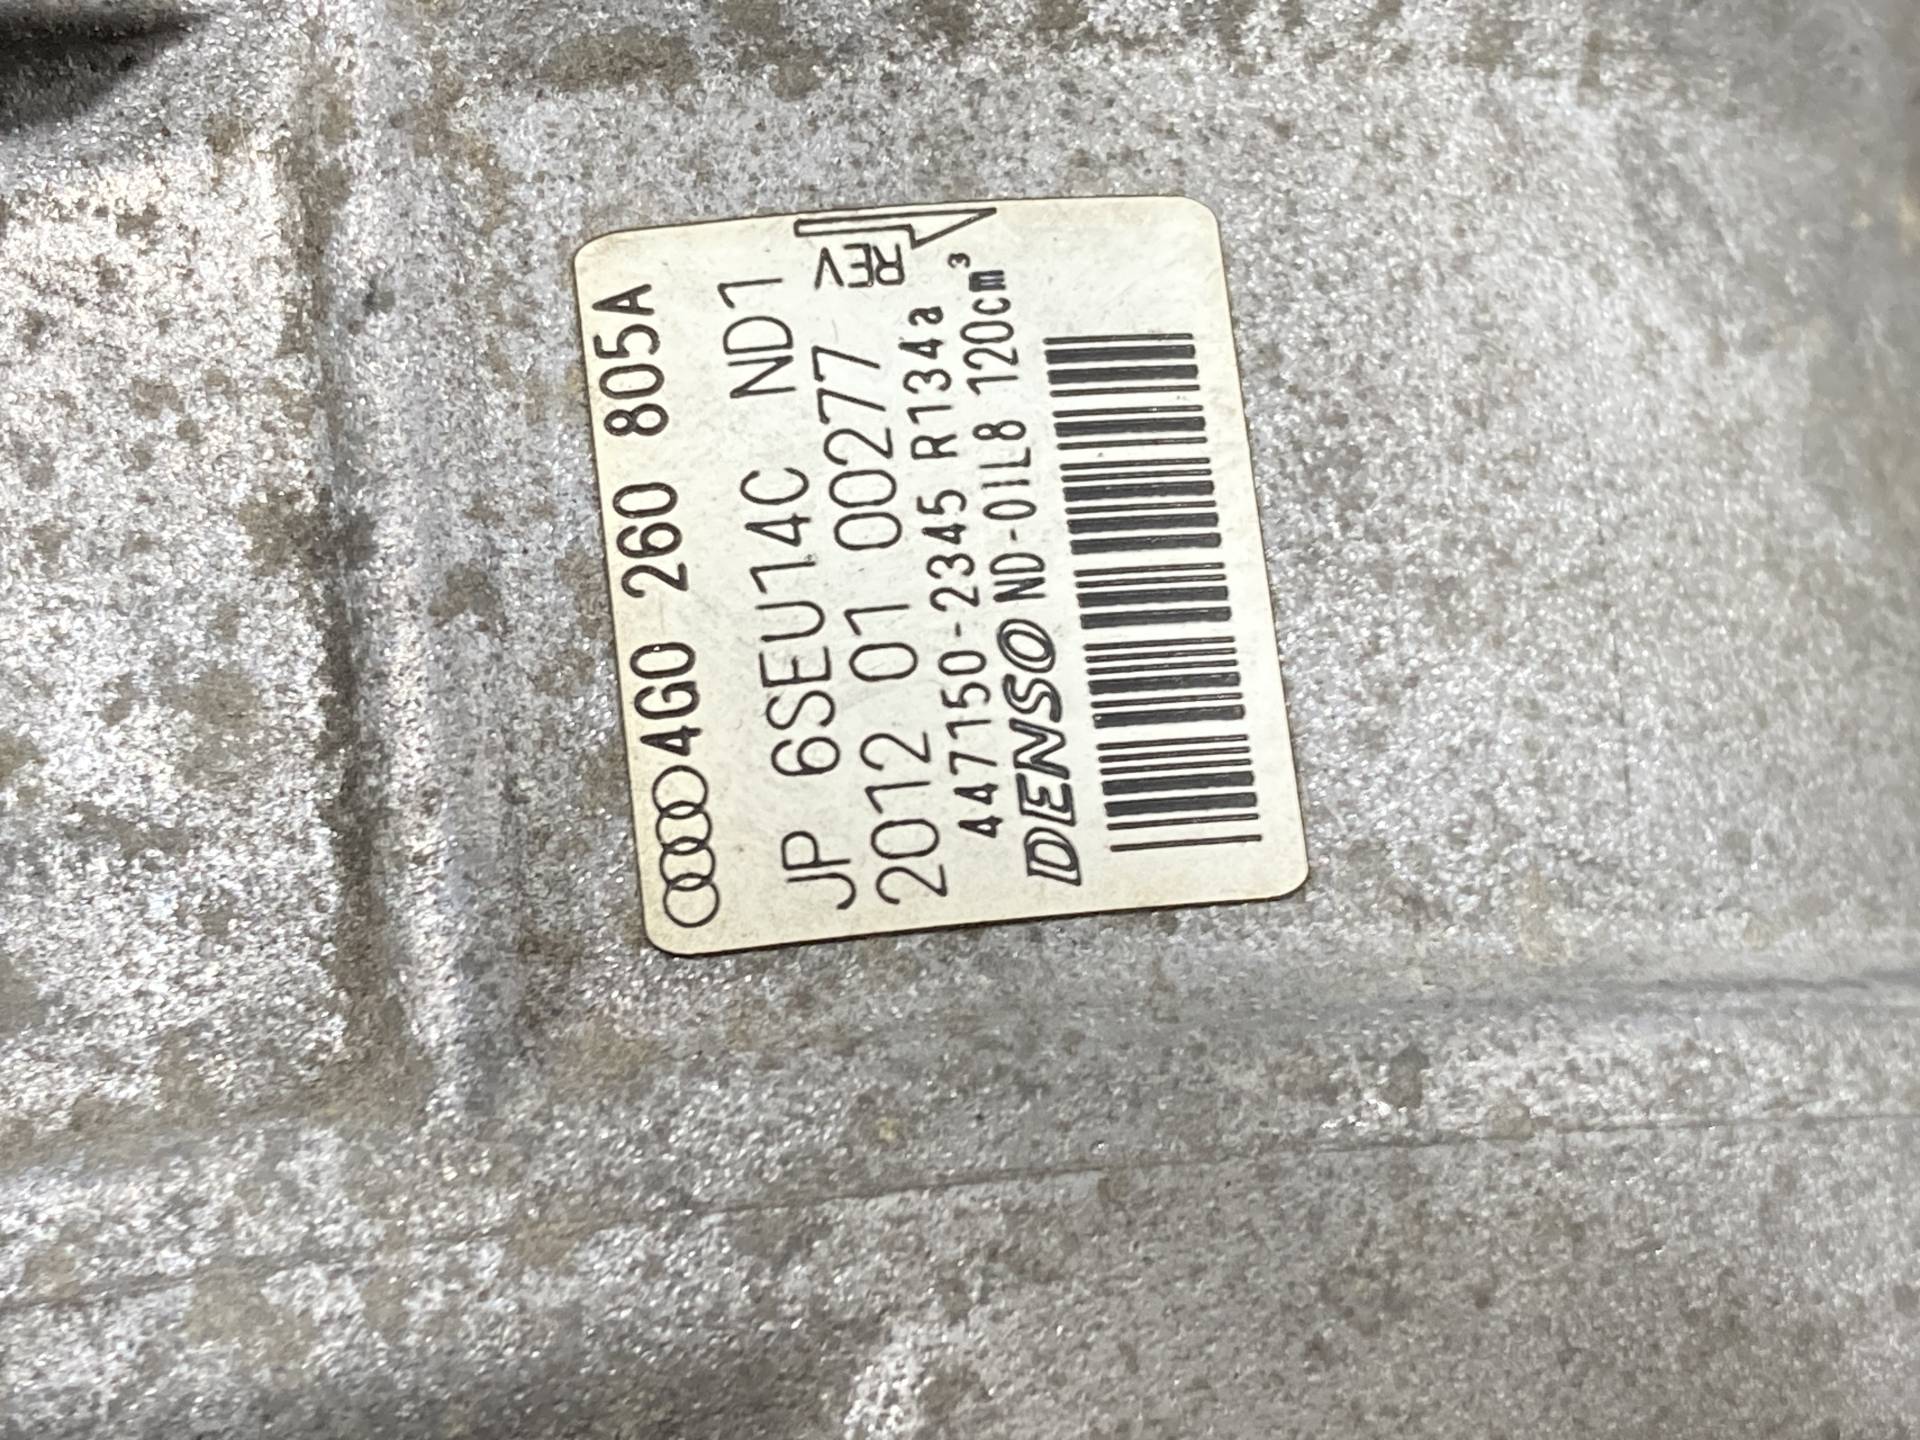 4G0 260 805A
JP 6SEU14C ND1
2012 01 00277
REV
447150-2345 R134a
DENSO ND-OIL8 120cm³